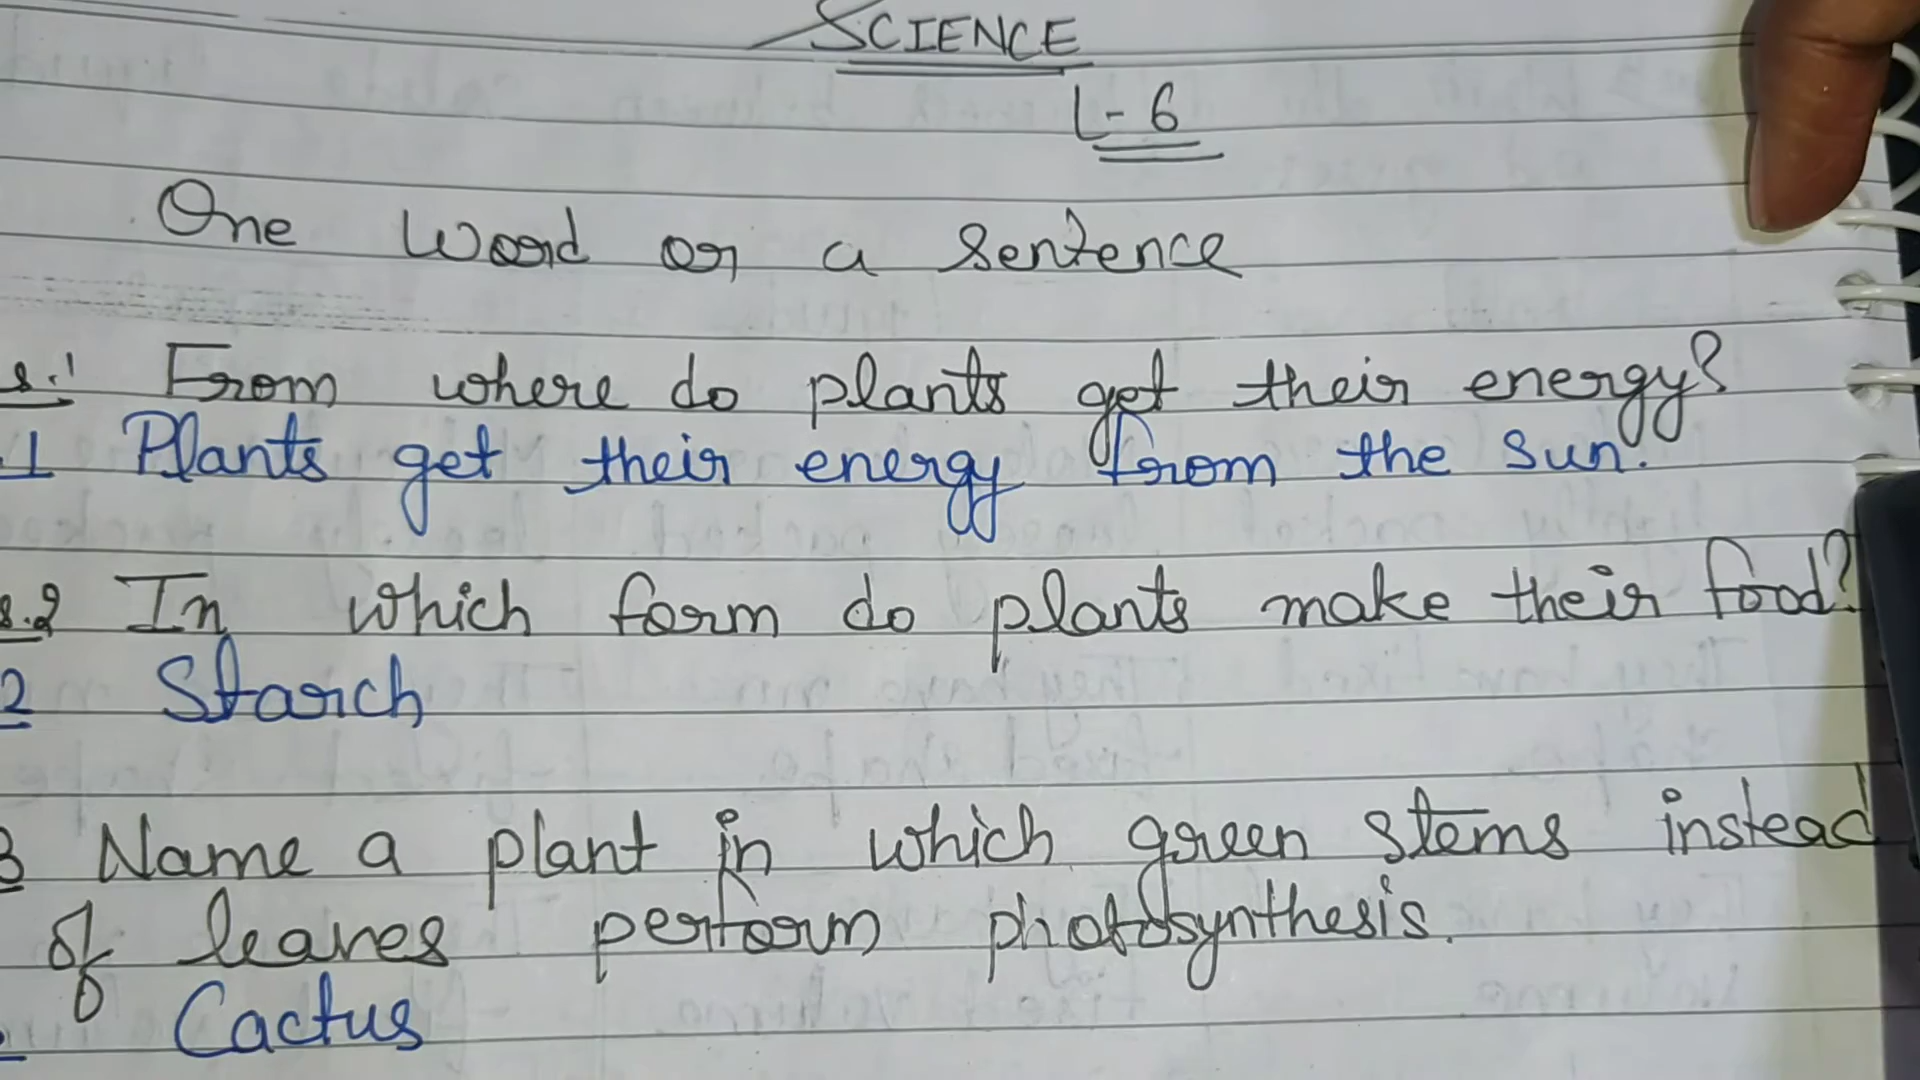 SCIENCE
L-6
One Word or a Sentence
s.1 From where do plants get their energy?
1 Plants get their energy from the Sun.
s.2 In which form do plants make their food?
2 Starch
3 Name a plant in which green stems instead
of leaves perform photosynthesis.
Cactus